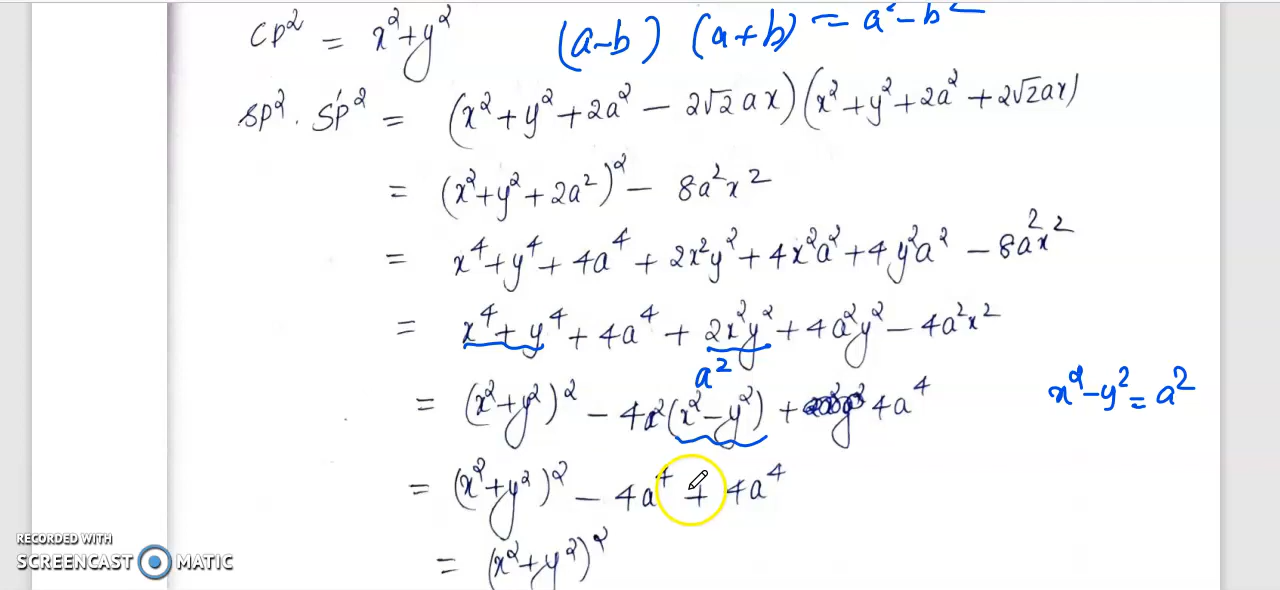 CP² = x²+y² (a-b) (a+b) = a²-b²
SP² . S'P² = (x²+y²+2a² - 2√2 ax)(x²+y²+2a²+2√2ax)
= (x²+y²+2a²)² - 8a²x²
= x⁴+y⁴+4a⁴+2x²y²+4x²a²+4y²a² - 8a²x²
= x⁴+y⁴+4a⁴+2x²y²+4a²y²-4a²x²
a²
= (x²+y²)² - 4a²(x²-y²) + 4a⁴ x²-y²=a²
= (x²+y²)² - 4a⁴ + 4a⁴
= (x²+y²)²
RECORDED WITH
SCREENCAST MATIC